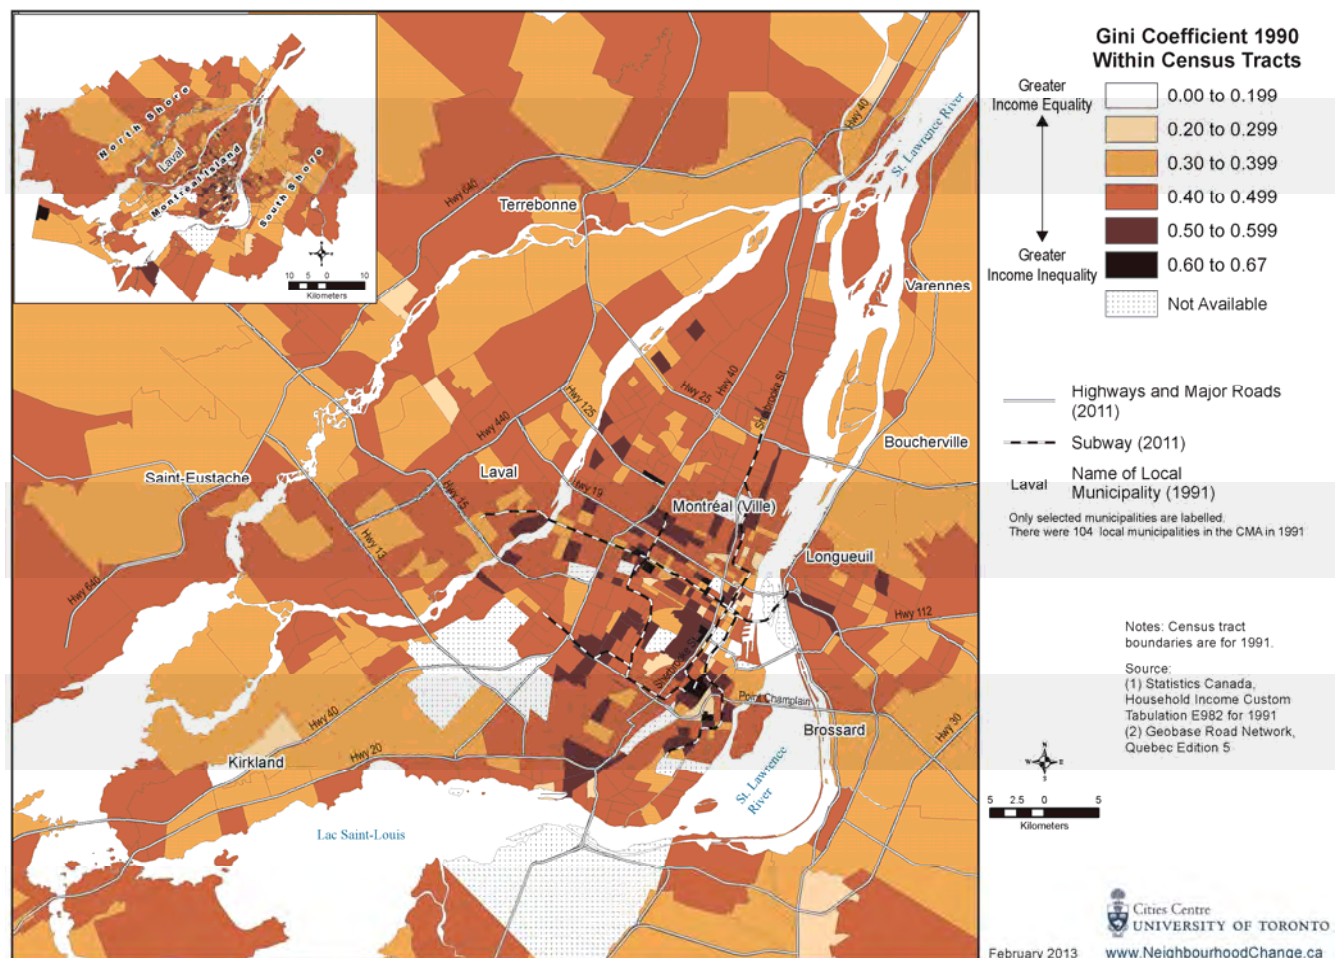 Gini Coefficient 1990
Within Census Tracts
Greater
Income Equality
Greater
Income Inequality
0.00 to 0.199
0.20 to 0.299
0.30 to 0.399
0.40 to 0.499
0.50 to 0.599
0.60 to 0.67
Not Available
Highways and Major Roads
(2011)
Subway (2011)
Laval
Name of Local
Municipality (1991)
Only selected municipalities are labelled.
There were 104 local municipalities in the CMA in 1991
Notes: Census tract
boundaries are for 1991.
Source:
(1) Statistics Canada,
Household Income Custom
Tabulation E982 for 1991
(2) Geobase Road Network,
Quebec Edition 5
N
W
E
S
5 2.5 0 5
Kilometers
Cities Centre
UNIVERSITY OF TORONTO
February 2013
www.NeighbourhoodChange.ca
North Shore
Laval
Montreal Island
South Shore
10 5 0 10
Kilometers
Hwy 40
St. Lawrence River
Hwy 640
Terrebonne
Varennes
Hwy 40
Sherbrooke St.
Hwy 25
Hwy 125
Hwy 440
Boucherville
Saint-Eustache
Laval
Hwy 19
Hwy 15
Montréal (Ville)
Hwy 13
Longueuil
Hwy 640
Hwy 112
Sherbrooke St.
Point Champlain
Hwy 40
Hwy 20
Hwy 30
Brossard
Kirkland
St. Lawrence
River
Lac Saint-Louis